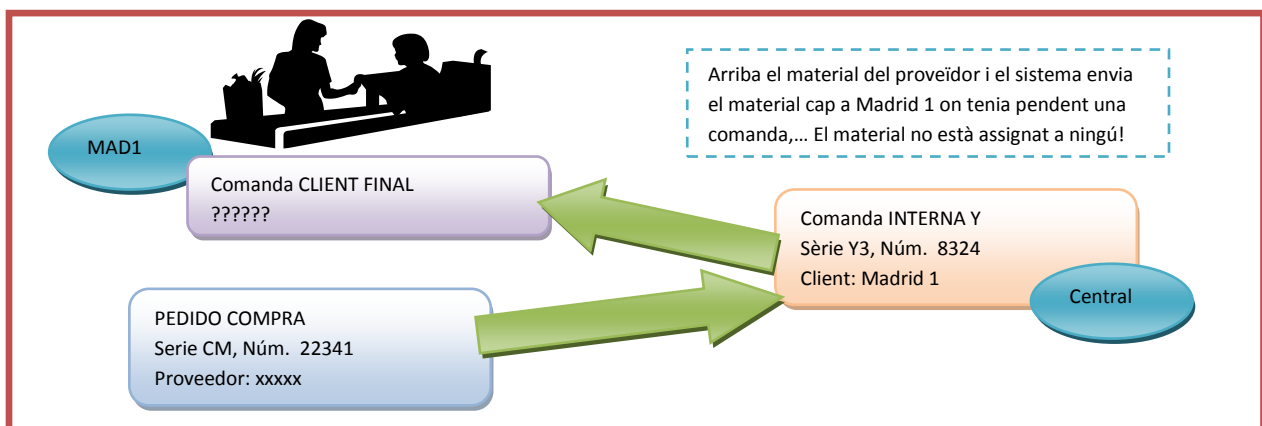 Arriba el material del proveïdor i el sistema envia
el material cap a Madrid 1 on tenia pendent una
comanda,... El material no està assignat a ningú!
MAD1
Comanda CLIENT FINAL
??????
Comanda INTERNA Y
Sèrie Y3, Núm. 8324
Client: Madrid 1
Central
PEDIDO COMPRA
Serie CM, Núm. 22341
Proveedor: xxxxx